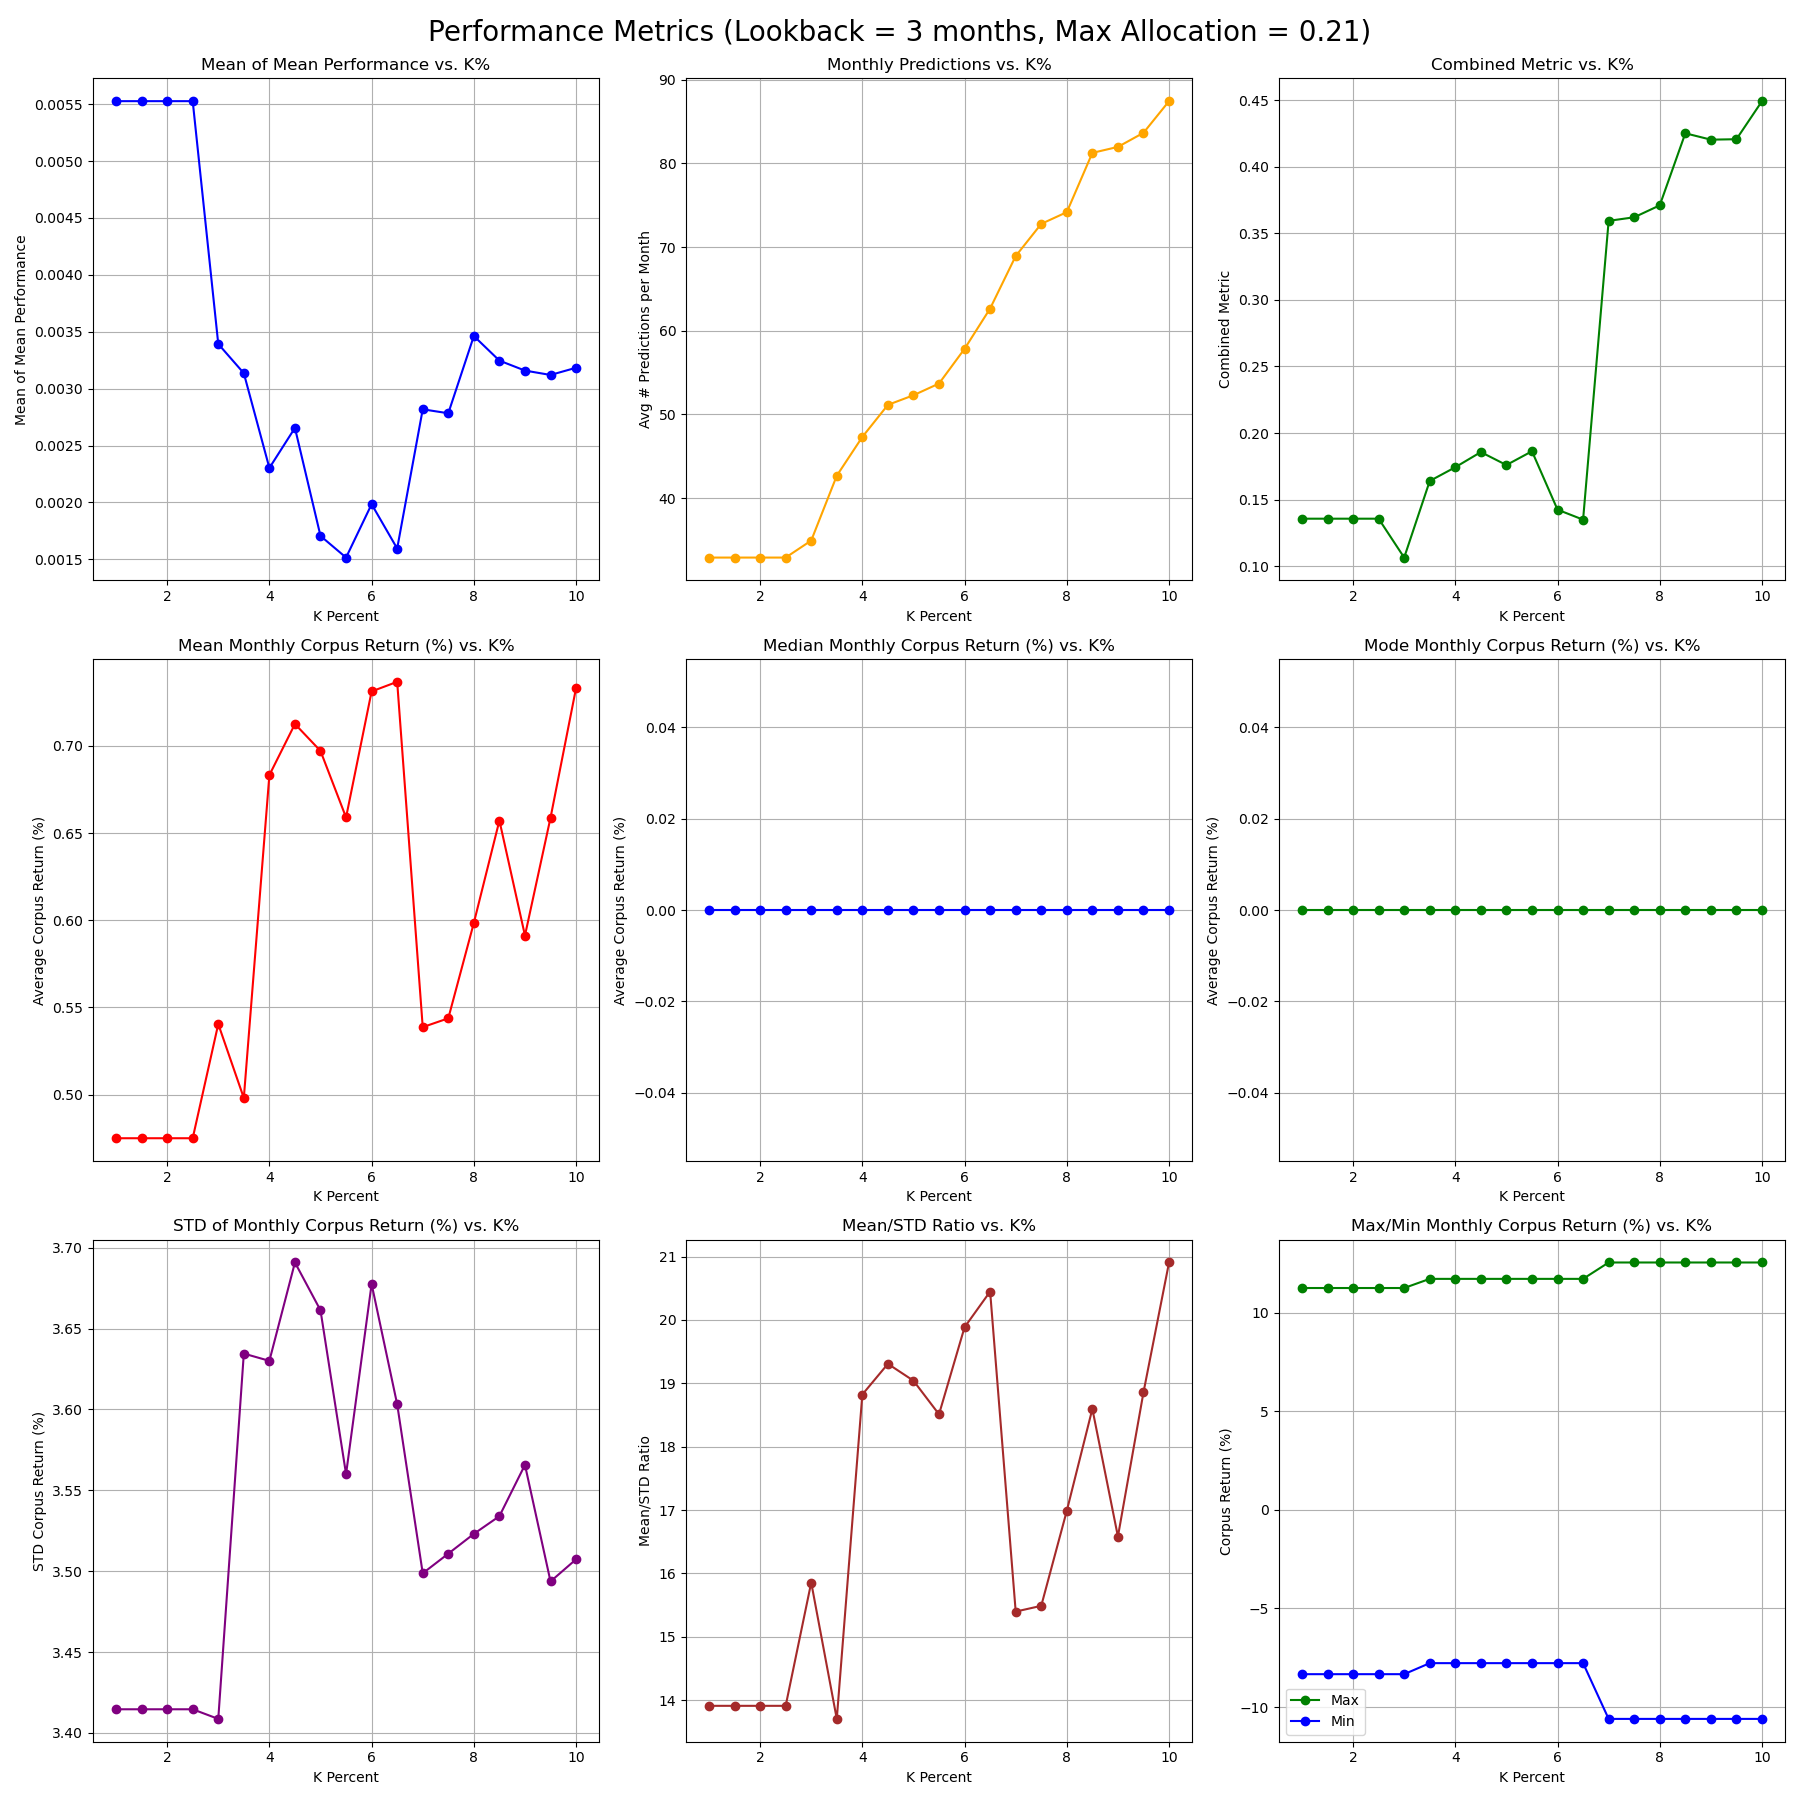 Performance Metrics (Lookback = 3 months, Max Allocation = 0.21)
Mean of Mean Performance vs. K%
Mean of Mean Performance
0.0055
0.0050
0.0045
0.0040
0.0035
0.0030
0.0025
0.0020
0.0015
2 4 6 8 10
K Percent
Monthly Predictions vs. K%
Avg # Predictions per Month
90
80
70
60
50
40
2 4 6 8 10
K Percent
Combined Metric vs. K%
Combined Metric
0.45
0.40
0.35
0.30
0.25
0.20
0.15
0.10
2 4 6 8 10
K Percent
Mean Monthly Corpus Return (%) vs. K%
Average Corpus Return (%)
0.70
0.65
0.60
0.55
0.50
2 4 6 8 10
K Percent
Median Monthly Corpus Return (%) vs. K%
Average Corpus Return (%)
0.04
0.02
0.00
−0.02
−0.04
2 4 6 8 10
K Percent
Mode Monthly Corpus Return (%) vs. K%
Average Corpus Return (%)
0.04
0.02
0.00
−0.02
−0.04
2 4 6 8 10
K Percent
STD of Monthly Corpus Return (%) vs. K%
STD Corpus Return (%)
3.70
3.65
3.60
3.55
3.50
3.45
3.40
2 4 6 8 10
K Percent
Mean/STD Ratio vs. K%
Mean/STD Ratio
21
20
19
18
17
16
15
14
2 4 6 8 10
K Percent
Max/Min Monthly Corpus Return (%) vs. K%
Corpus Return (%)
10
5
0
−5
−10
Max
Min
2 4 6 8 10
K Percent